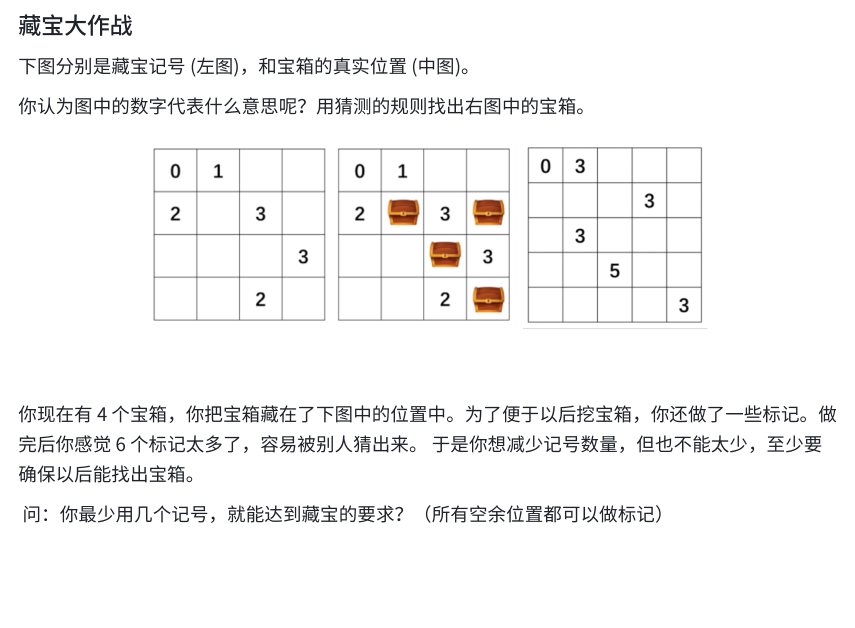 藏宝大作战
下图分别是藏宝记号 (左图)，和宝箱的真实位置 (中图)。
你认为图中的数字代表什么意思呢？用猜测的规则找出右图中的宝箱。
0 1 0 1 0 3
2 3 2 3 3
3 3 3
2 2 5
3
你现在有 4 个宝箱，你把宝箱藏在了下图中的位置中。为了便于以后挖宝箱，你还做了一些标记。做
完后你感觉 6 个标记太多了，容易被别人猜出来。 于是你想减少记号数量，但也不能太少，至少要
确保以后能找出宝箱。
问：你最少用几个记号，就能达到藏宝的要求？（所有空余位置都可以做标记）